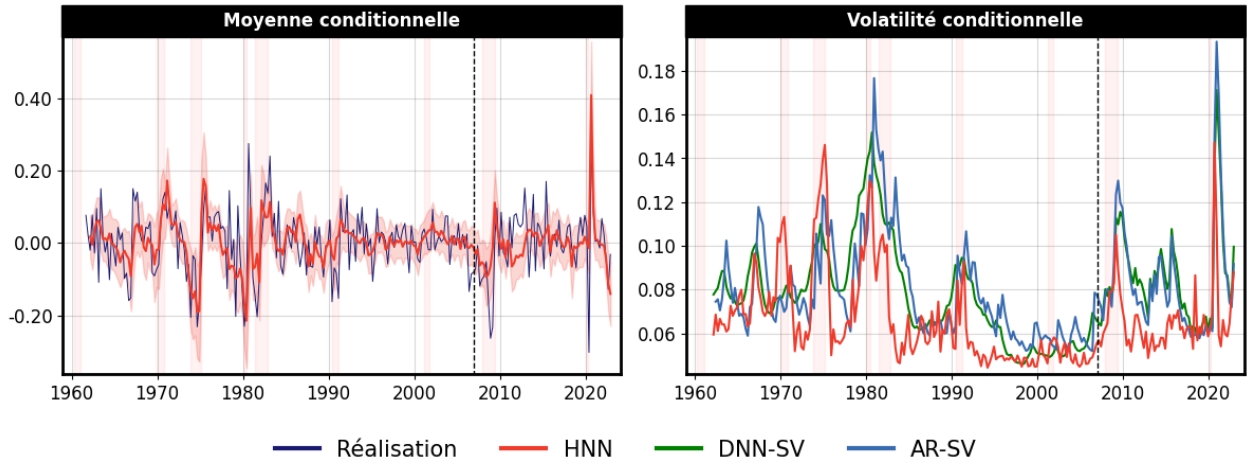 Moyenne conditionnelle
0.40
0.20
0.00
-0.20
1960 1970 1980 1990 2000 2010 2020
Volatilité conditionnelle
0.18
0.16
0.14
0.12
0.10
0.08
0.06
1960 1970 1980 1990 2000 2010 2020
Réalisation HNN DNN-SV AR-SV